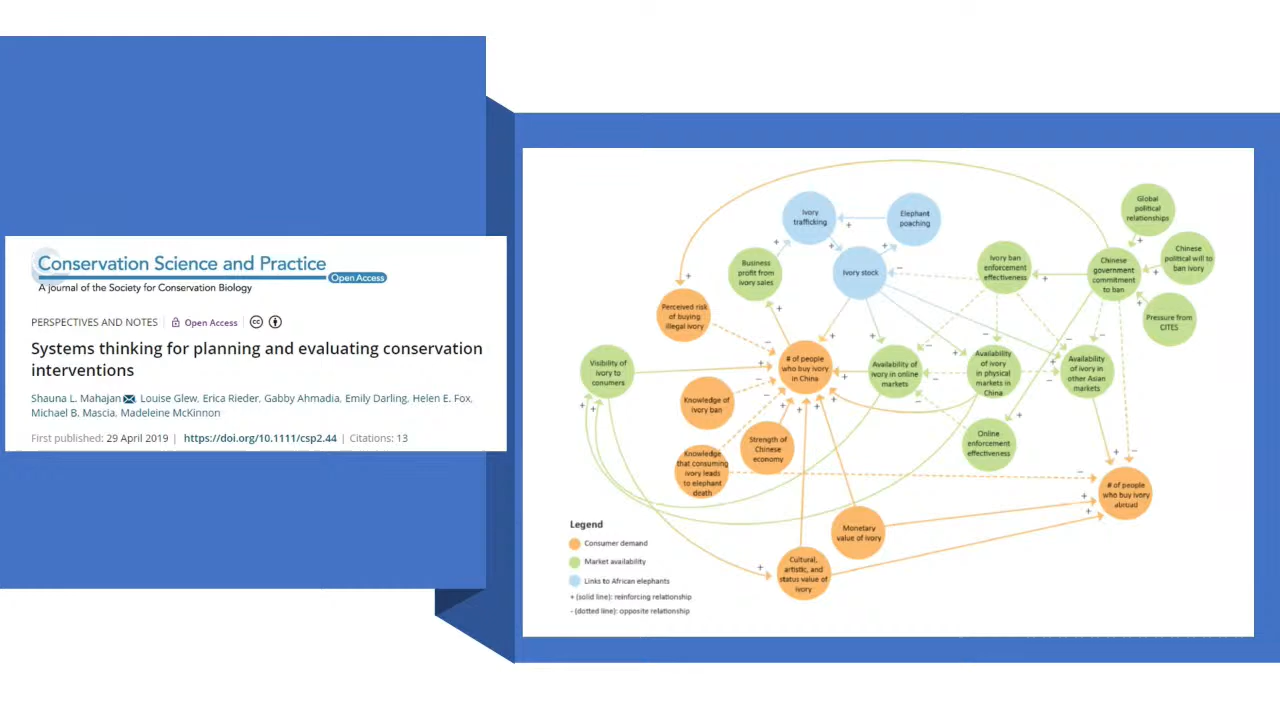 Conservation Science and Practice
Open Access
A journal of the Society for Conservation Biology
PERSPECTIVES AND NOTES | Open Access
Systems thinking for planning and evaluating conservation
interventions
Shauna L. Mahajan, Louise Glew, Erica Rieder, Gabby Ahmadia, Emily Darling, Helen E. Fox,
Michael B. Mascia, Madeleine McKinnon
First published: 29 April 2019 | https://doi.org/10.1111/csp2.44 | Citations: 13
Global
political
relationships
Ivory
trafficking
Elephant
poaching
Chinese
political will to
ban ivory
Business
profit from
ivory sales
Ivory stock
Ivory ban
enforcement
effectiveness
Chinese
government
commitment
to ban
Perceived risk
of buying
illegal ivory
Pressure from
CITES
Visibility of
ivory to
consumers
# of people
who buy ivory
in China
Availability of
ivory in online
markets
Availability
of ivory
in physical
markets in
China
Availability
of ivory in
other Asian
markets
Knowledge of
ivory ban
Strength of
Chinese
economy
Online
enforcement
effectiveness
Knowledge
that consuming
ivory leads
to elephant
death
# of people
who buy ivory
abroad
Monetary
value of ivory
Cultural,
artistic, and
status value of
ivory
Legend
Consumer demand
Market availability
Links to African elephants
+ (solid line): reinforcing relationship
- (dotted line): opposite relationship